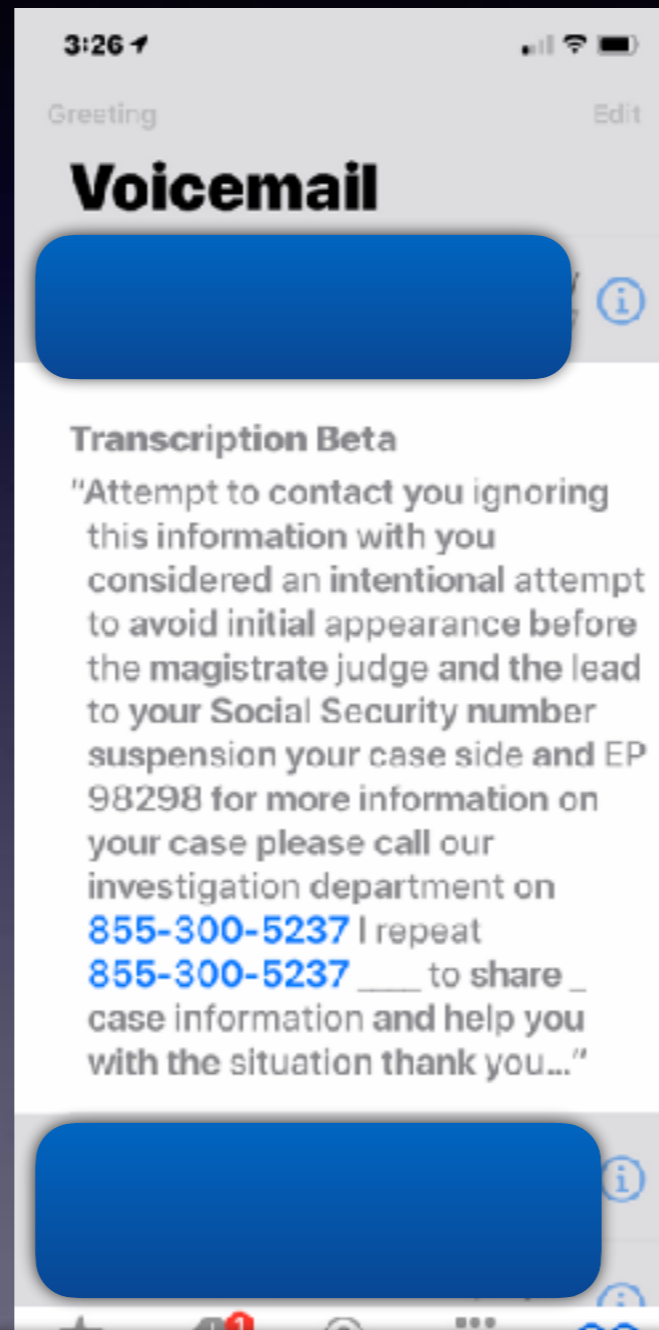 3:26
Greeting Edit
Voicemail
Transcription Beta
"Attempt to contact you ignoring
this information with you
considered an intentional attempt
to avoid initial appearance before
the magistrate judge and the lead
to your Social Security number
suspension your case side and EP
98298 for more information on
your case please call our
investigation department on
855-300-5237 I repeat
855-300-5237 ____ to share _
case information and help you
with the situation thank you..."
1